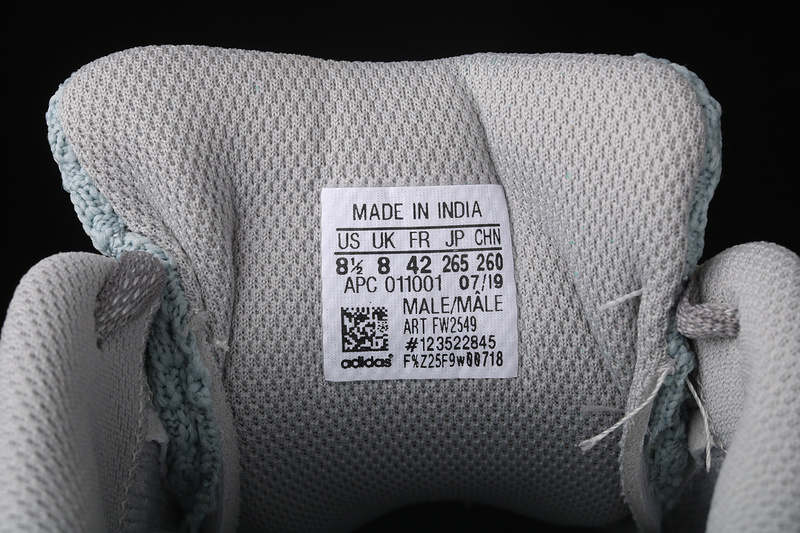 MADE IN INDIA
US UK FR JP CHN
8½ 8 42 265 260
APC 011001 07/19
MALE/MÂLE
ART FW2549
#123522845
adidas F%Z25F9w00718